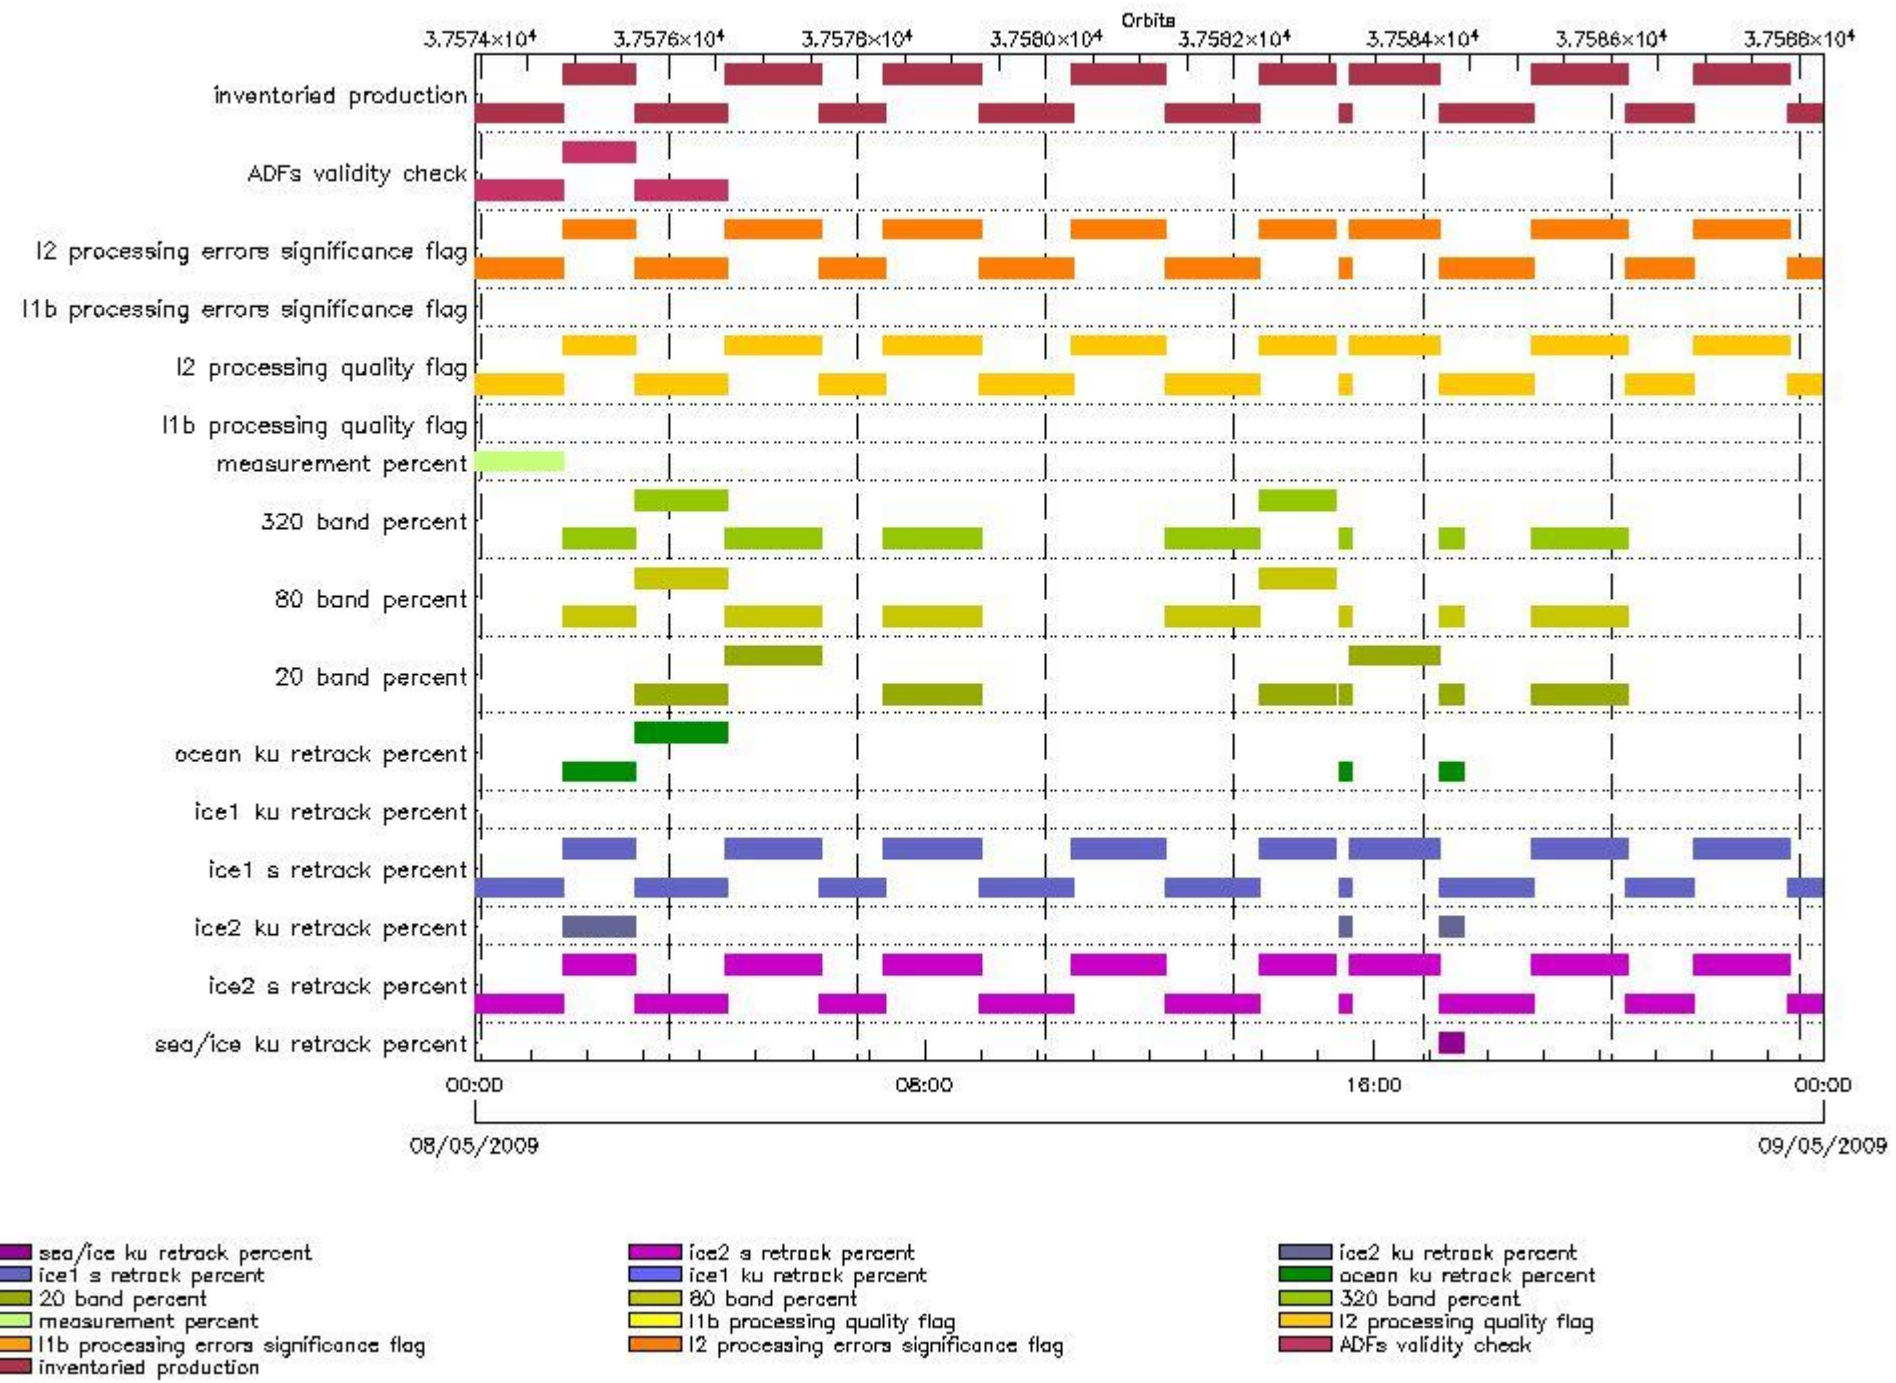 Orbits
3.7574×10⁴ 3.7576×10⁴ 3.7578×10⁴ 3.7580×10⁴ 3.7582×10⁴ 3.7584×10⁴ 3.7586×10⁴ 3.7588×10⁴
inventoried production
ADFs validity check
l2 processing errors significance flag
l1b processing errors significance flag
l2 processing quality flag
l1b processing quality flag
measurement percent
320 band percent
80 band percent
20 band percent
ocean ku retrack percent
ice1 ku retrack percent
ice1 s retrack percent
ice2 ku retrack percent
ice2 s retrack percent
sea/ice ku retrack percent
00:00 08:00 16:00 00:00
08/05/2009 09/05/2009
sea/ice ku retrack percent ice2 s retrack percent ice2 ku retrack percent
ice1 s retrack percent ice1 ku retrack percent ocean ku retrack percent
20 band percent 80 band percent 320 band percent
measurement percent l1b processing quality flag l2 processing quality flag
l1b processing errors significance flag l2 processing errors significance flag ADFs validity check
inventoried production